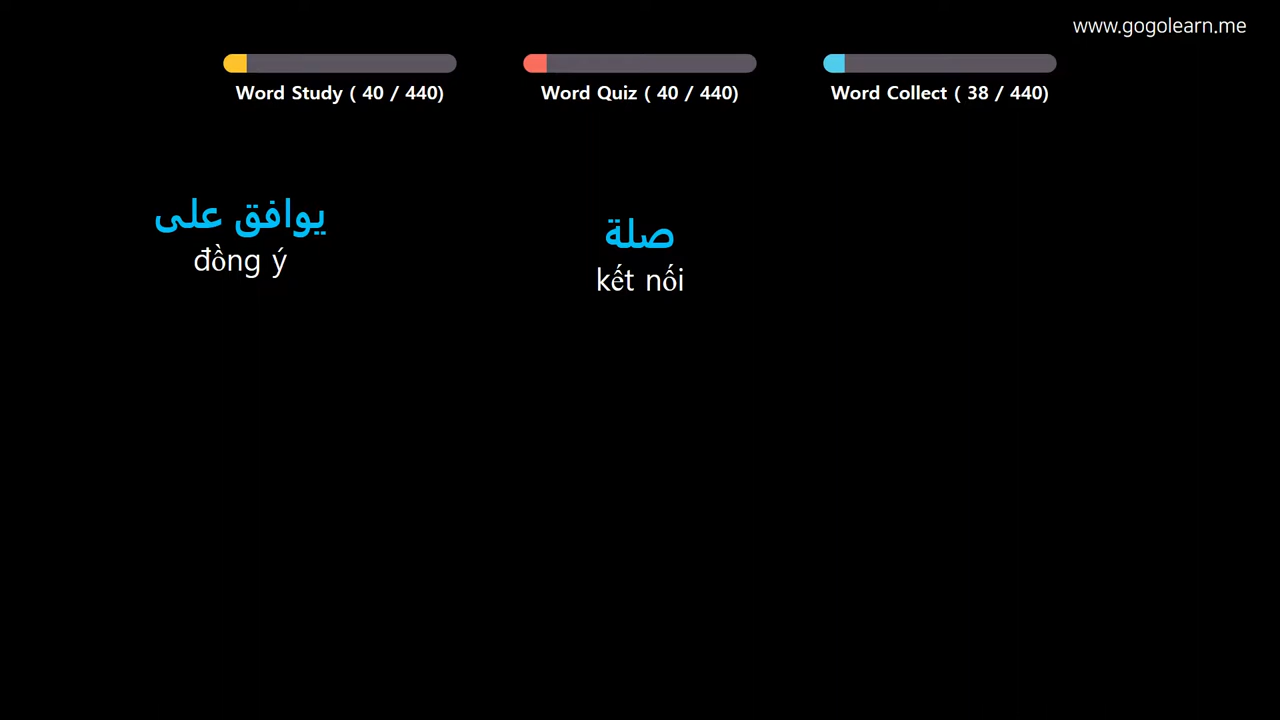 www.gogolearn.me
Word Study ( 40 / 440)
Word Quiz ( 40 / 440)
Word Collect ( 38 / 440)
يوافق على
đồng ý
صلة
kết nối